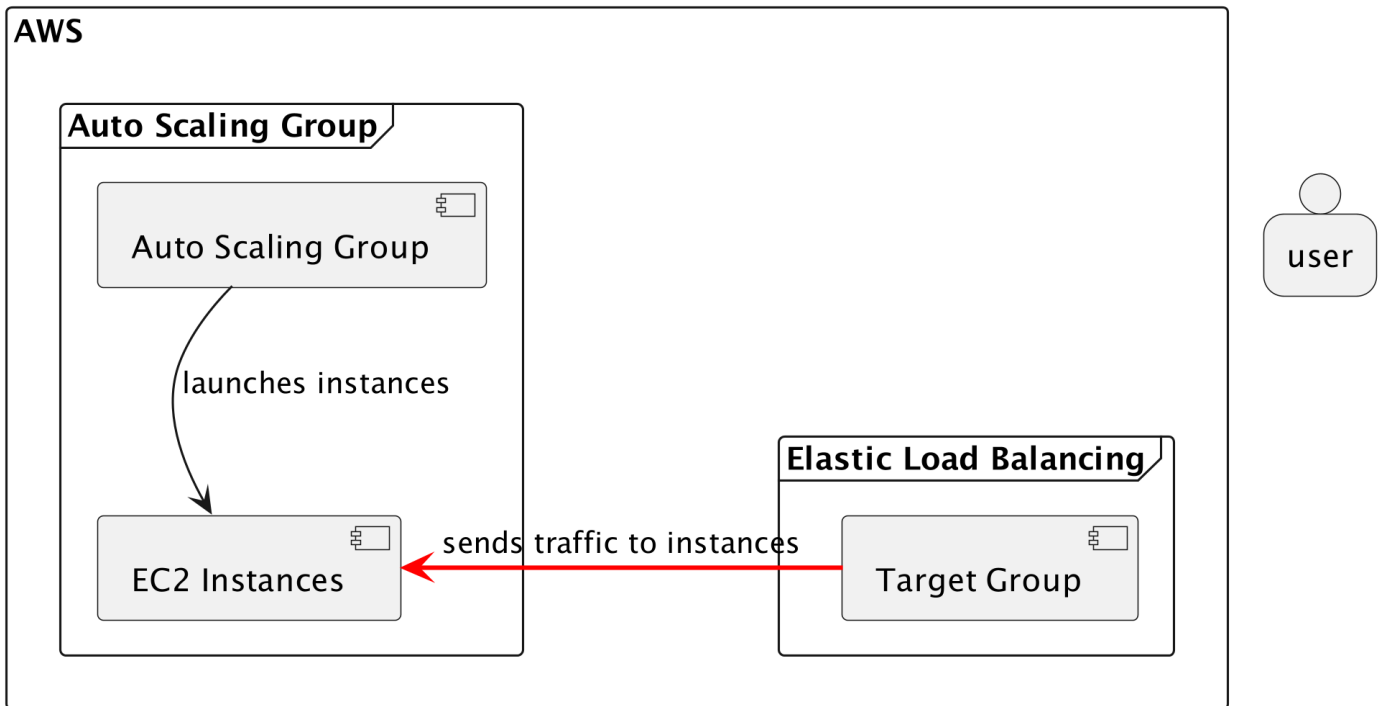 AWS
Auto Scaling Group
Auto Scaling Group
launches instances
EC2 Instances
sends traffic to instances
Elastic Load Balancing
Target Group
user